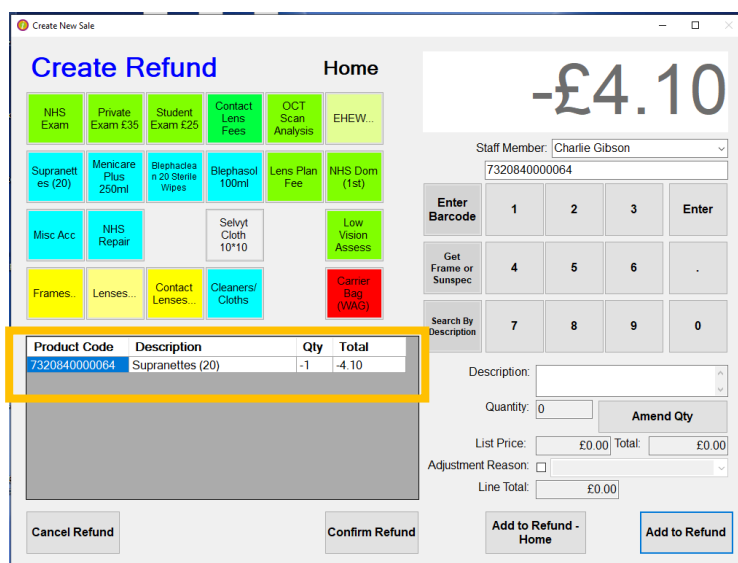 Create New Sale
Create Refund
Home
-£4.10
NHS
Exam
Private
Exam £35
Student
Exam £25
Contact
Lens
Fees
OCT
Scan
Analysis
EHEW...
Supranett
es (20)
Menicare
Plus
250ml
Blephaclea
n 20 Sterile
Wipes
Blephasol
100ml
Lens Plan
Fee
NHS Dom
(1st)
Misc Acc
NHS
Repair
Selvyt
Cloth
10*10
Low
Vision
Assess
Frames..
Lenses...
Contact
Lenses...
Cleaners/
Cloths
Carrier
Bag
(WAG)
Staff Member: Charlie Gibson
7320840000064
Enter
Barcode
1
2
3
Enter
Get
Frame or
Sunspec
4
5
6
.
Search By
Description
7
8
9
0
Product Code Description Qty Total
7320840000064 Supranettes (20) -1 -4.10
Description:
Quantity: 0
Amend Qty
List Price: £0.00 Total: £0.00
Adjustment Reason:
Line Total: £0.00
Cancel Refund
Confirm Refund
Add to Refund -
Home
Add to Refund